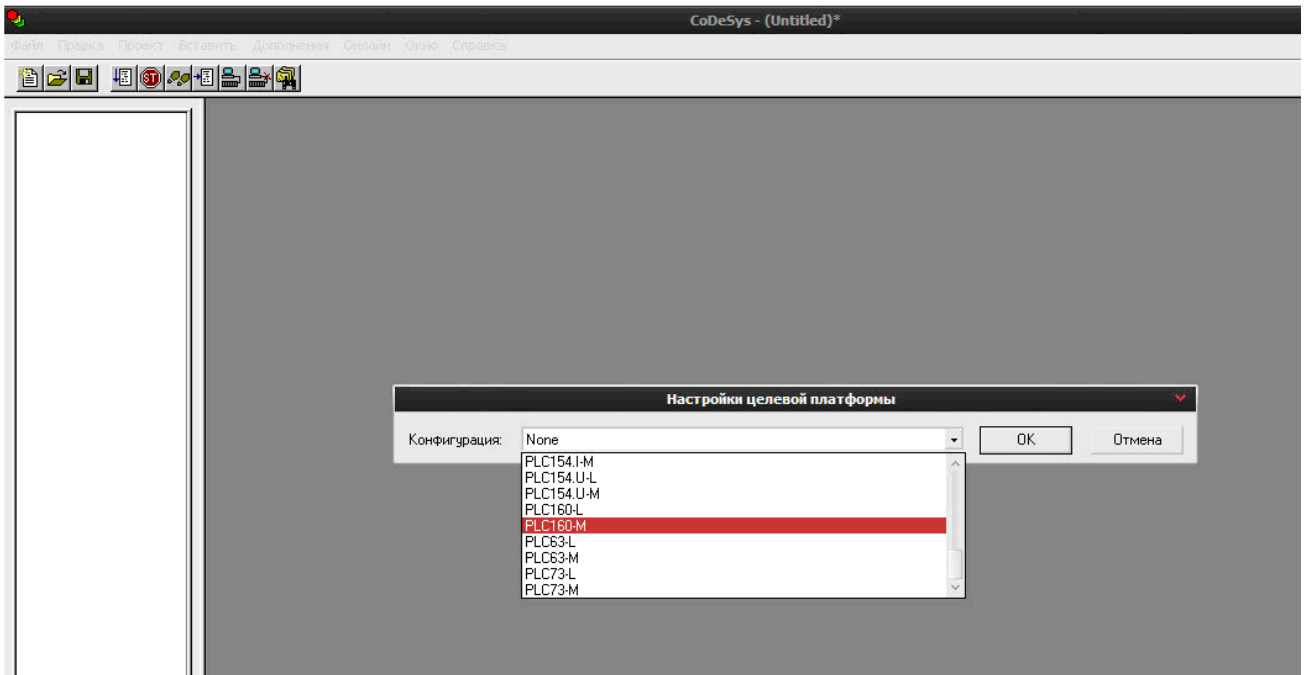 CoDeSys - (Untitled)*
Файл Правка Проект Вставить Дополнения Онлайн Окно Справка
ST
Настройки целевой платформы
Конфигурация: None OK Отмена
PLC154.I-M
PLC154.U-L
PLC154.U-M
PLC160-L
PLC160-M
PLC63-L
PLC63-M
PLC73-L
PLC73-M